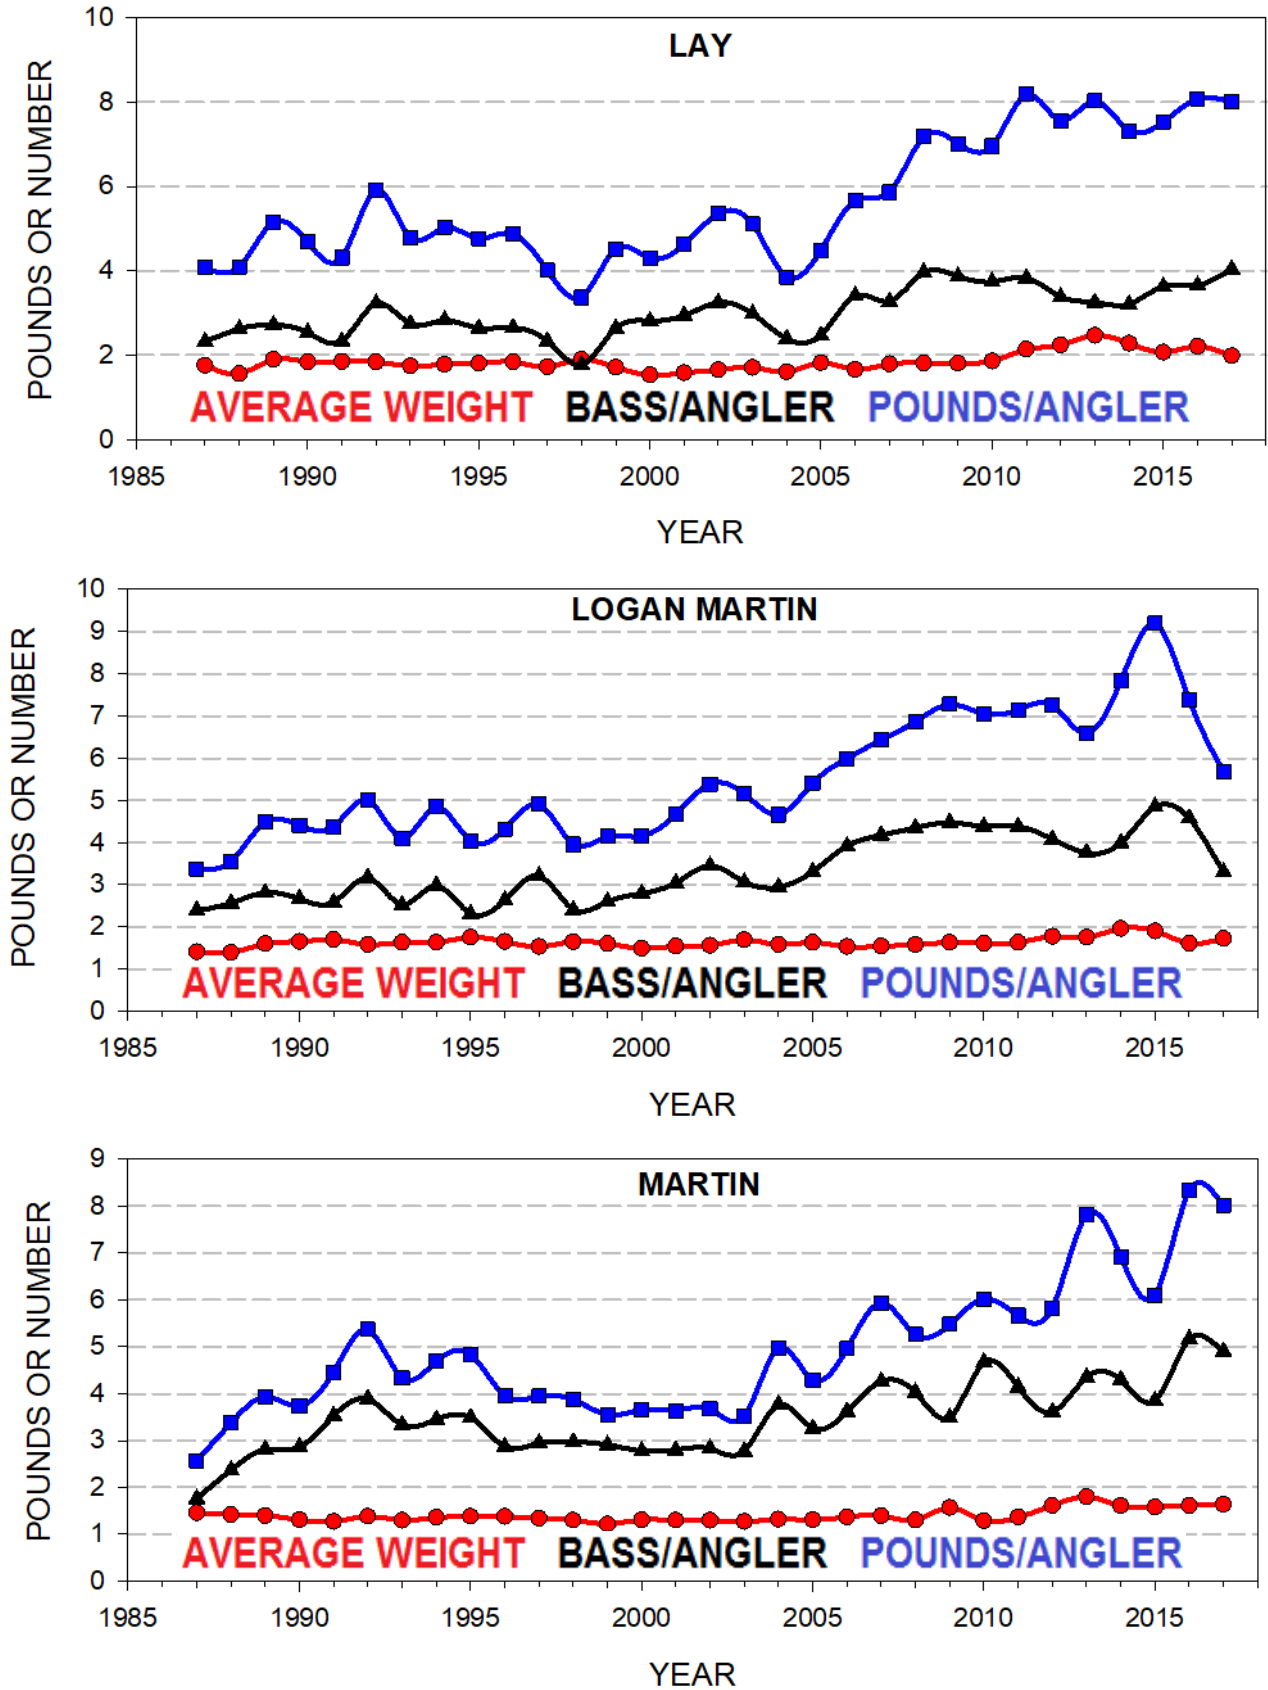 LAY
POUNDS OR NUMBER
10
8
6
4
2
0
AVERAGE WEIGHT BASS/ANGLER POUNDS/ANGLER
1985 1990 1995 2000 2005 2010 2015
YEAR
LOGAN MARTIN
POUNDS OR NUMBER
10
9
8
7
6
5
4
3
2
1
0
AVERAGE WEIGHT BASS/ANGLER POUNDS/ANGLER
1985 1990 1995 2000 2005 2010 2015
YEAR
MARTIN
POUNDS OR NUMBER
9
8
7
6
5
4
3
2
1
0
AVERAGE WEIGHT BASS/ANGLER POUNDS/ANGLER
1985 1990 1995 2000 2005 2010 2015
YEAR